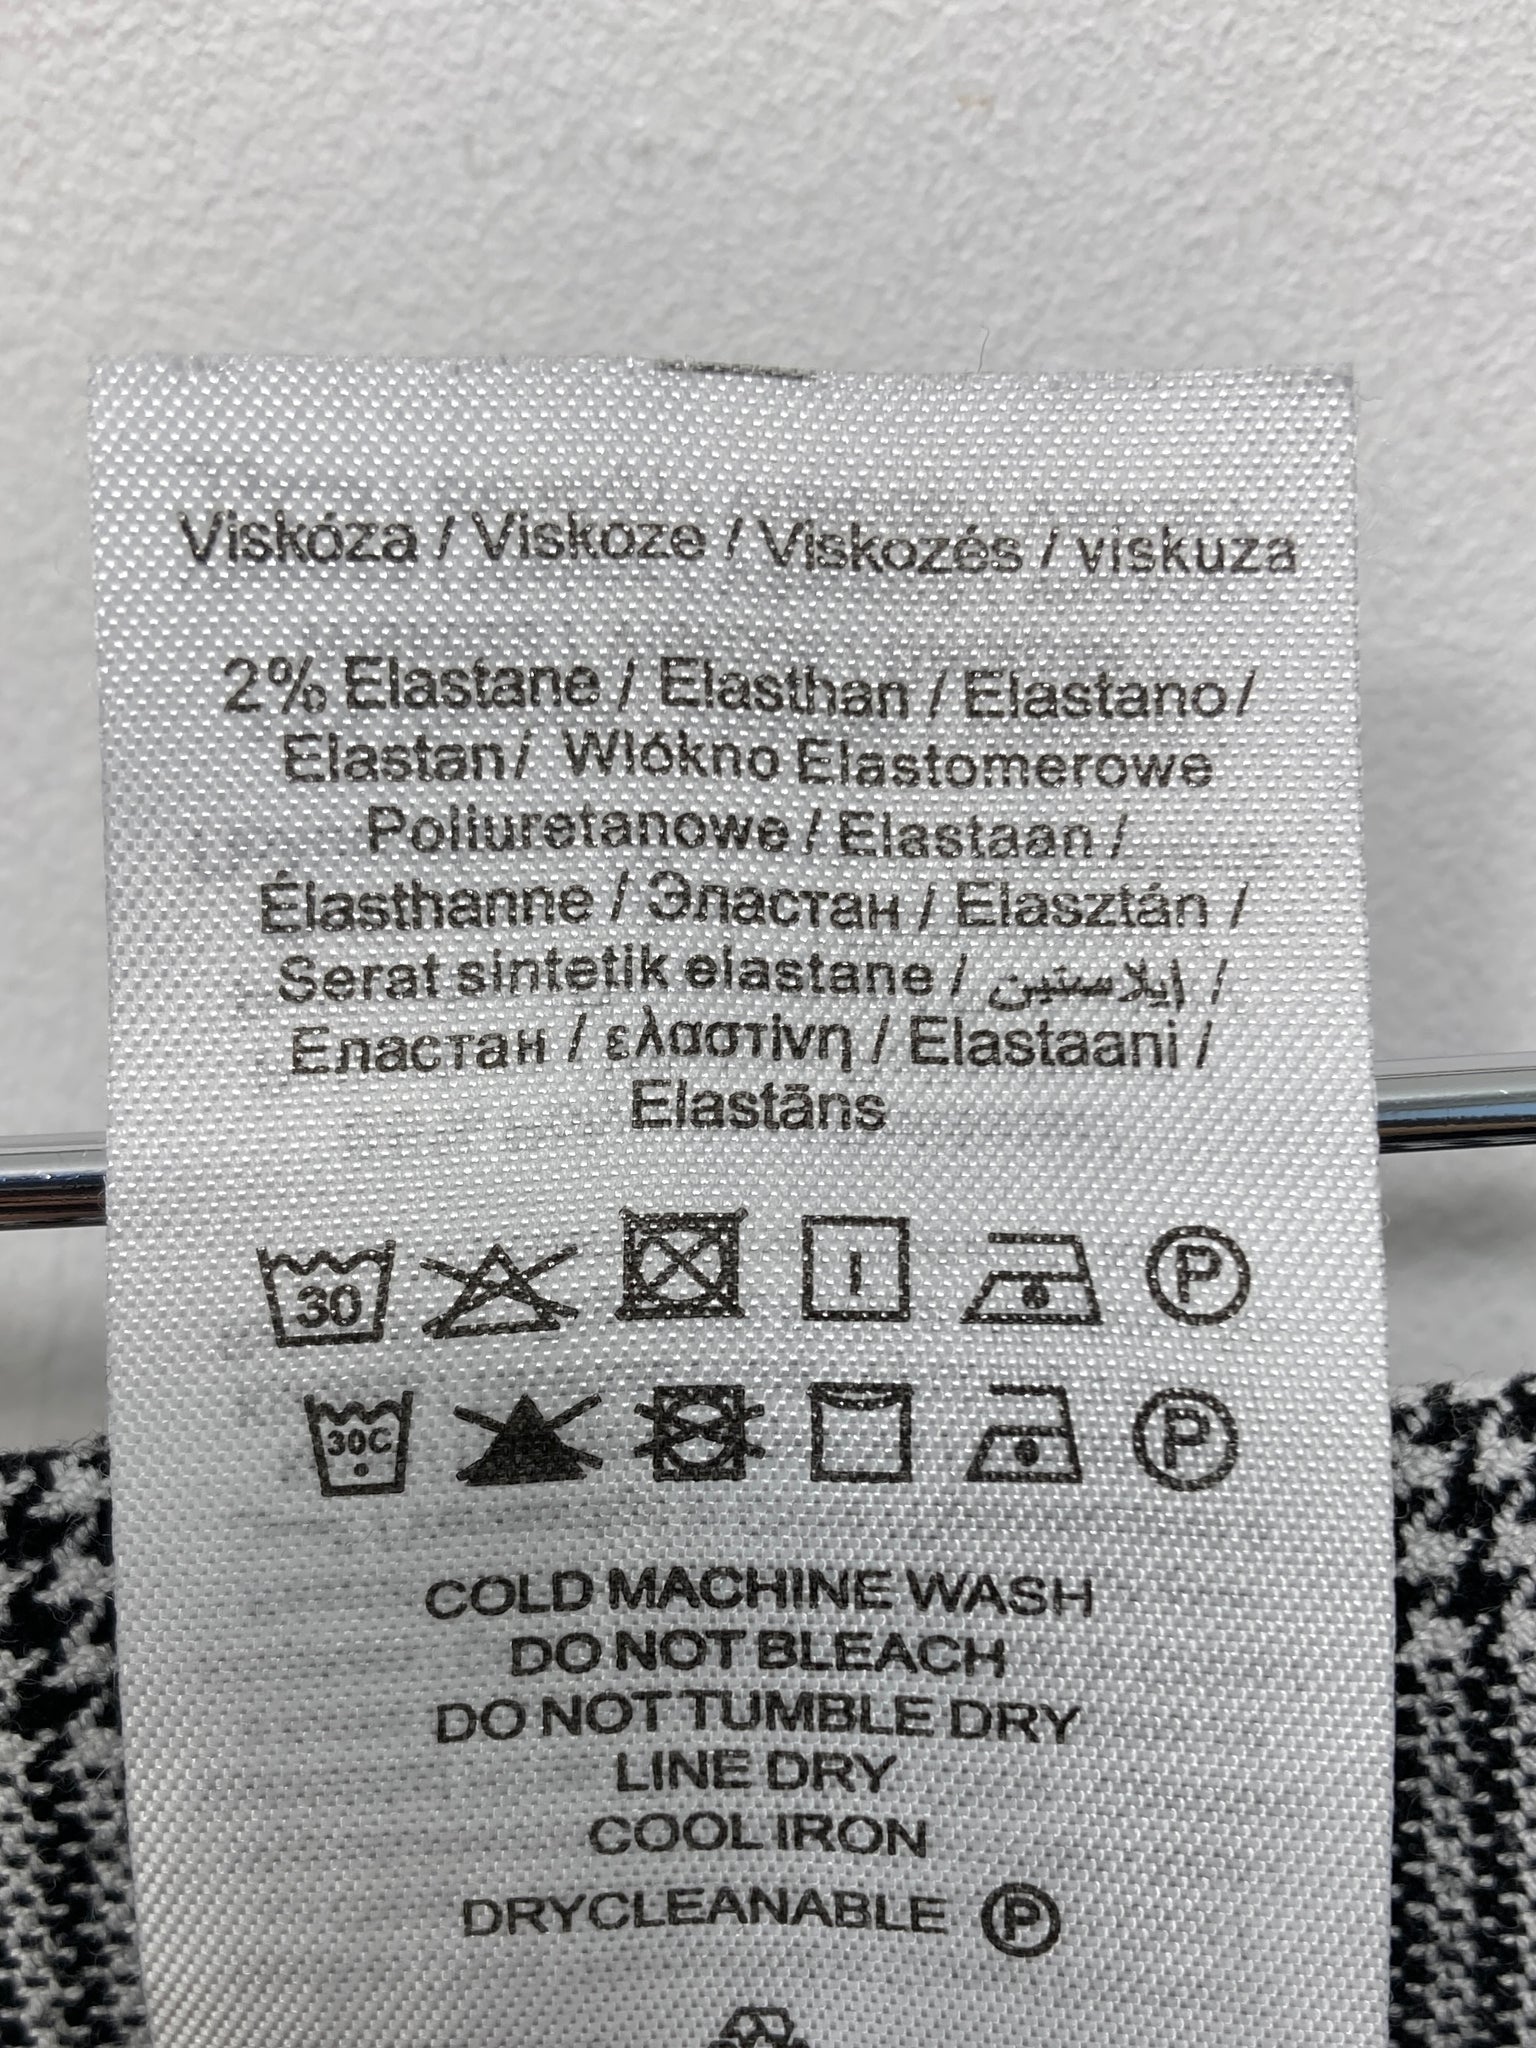 Viskóza / Viskoze / Viskozés / viskuza
2% Elastane / Elasthan / Elastano /
Elastan / Wlókno Elastomerowe
Poliuretanowe / Elastaan /
Élasthanne / Эластан / Elasztán /
Serat sintetik elastane / إيلاستين /
Еластан / ελαστίνη / Elastaani /
Elastāns
30 P
30C P
COLD MACHINE WASH
DO NOT BLEACH
DO NOT TUMBLE DRY
LINE DRY
COOL IRON
DRYCLEANABLE P